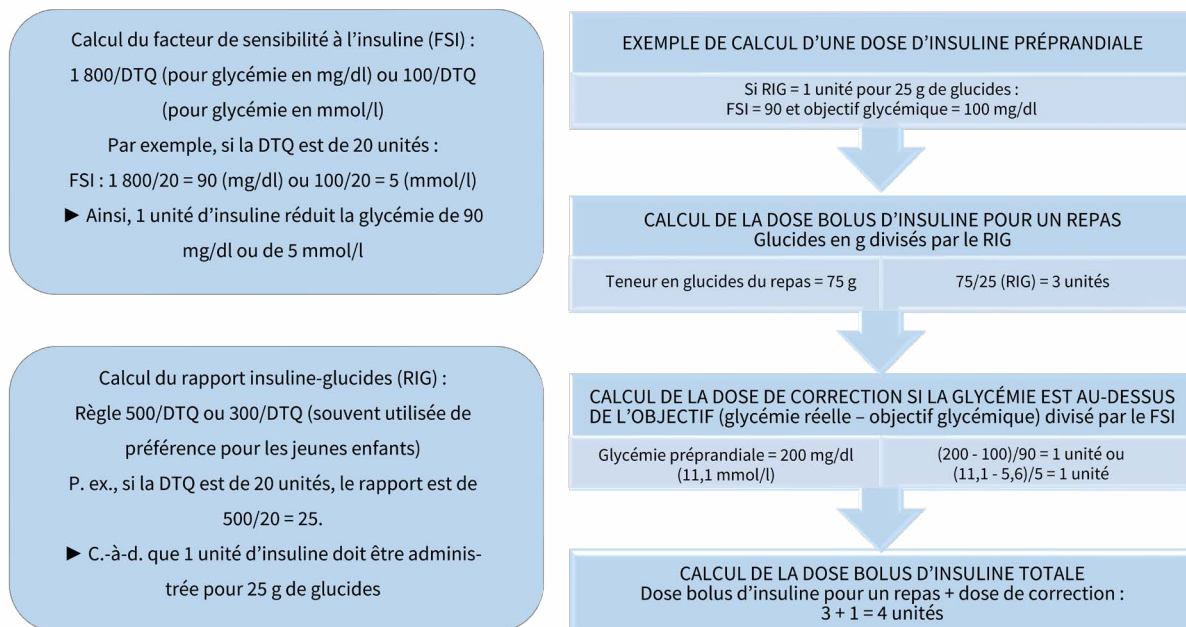 Calcul du facteur de sensibilité à l’insuline (FSI) :
1 800/DTQ (pour glycémie en mg/dl) ou 100/DTQ
(pour glycémie en mmol/l)
Par exemple, si la DTQ est de 20 unités :
FSI : 1 800/20 = 90 (mg/dl) ou 100/20 = 5 (mmol/l)
► Ainsi, 1 unité d’insuline réduit la glycémie de 90
mg/dl ou de 5 mmol/l
Calcul du rapport insuline-glucides (RIG) :
Règle 500/DTQ ou 300/DTQ (souvent utilisée de
préférence pour les jeunes enfants)
P. ex., si la DTQ est de 20 unités, le rapport est de
500/20 = 25.
► C.-à-d. que 1 unité d’insuline doit être adminis-
trée pour 25 g de glucides
EXEMPLE DE CALCUL D’UNE DOSE D’INSULINE PRÉPRANDIALE
Si RIG = 1 unité pour 25 g de glucides :
FSI = 90 et objectif glycémique = 100 mg/dl
CALCUL DE LA DOSE BOLUS D’INSULINE POUR UN REPAS
Glucides en g divisés par le RIG
Teneur en glucides du repas = 75 g
75/25 (RIG) = 3 unités
CALCUL DE LA DOSE DE CORRECTION SI LA GLYCÉMIE EST AU-DESSUS
DE L’OBJECTIF (glycémie réelle – objectif glycémique) divisé par le FSI
Glycémie préprandiale = 200 mg/dl
(11,1 mmol/l)
(200 - 100)/90 = 1 unité ou
(11,1 - 5,6)/5 = 1 unité
CALCUL DE LA DOSE BOLUS D’INSULINE TOTALE
Dose bolus d’insuline pour un repas + dose de correction :
3 + 1 = 4 unités